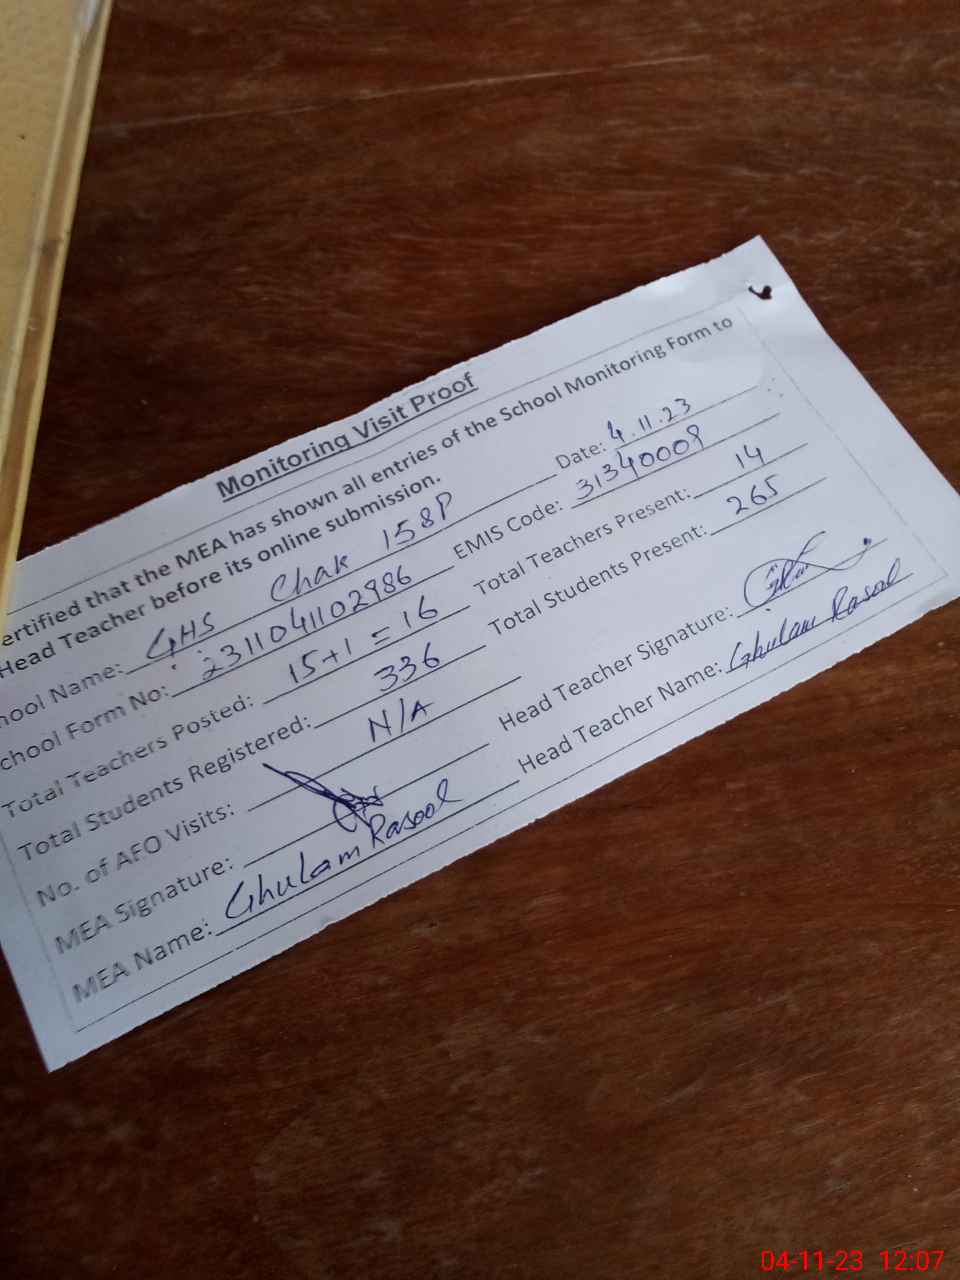 Monitoring Visit Proof
ertified that the MEA has shown all entries of the School Monitoring Form to
Head Teacher before its online submission.
Date: 4.11.23
hool Name: GHS Chak 158P
EMIS Code: 31340009
chool Form No: 2311041102986
Total Teachers Present: 14
Total Teachers Posted: 15+1=16
Total Students Present: 265
Total Students Registered: 336
No. of AFO Visits: N/A
Head Teacher Signature:
MEA Signature:
Head Teacher Name: Ghulam Rasool
MEA Name: Ghulam Rasool
04-11-23 12:07